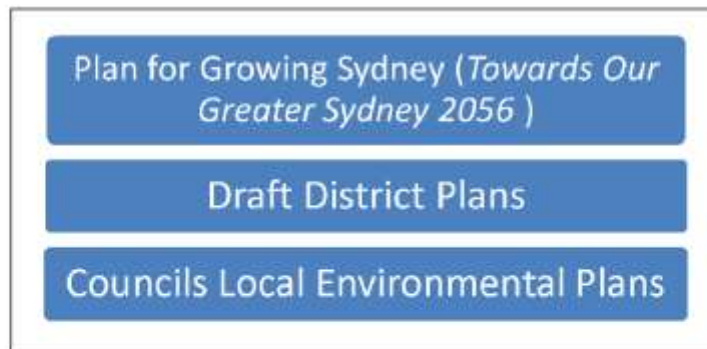 Plan for Growing Sydney (Towards Our
Greater Sydney 2056 )
Draft District Plans
Councils Local Environmental Plans